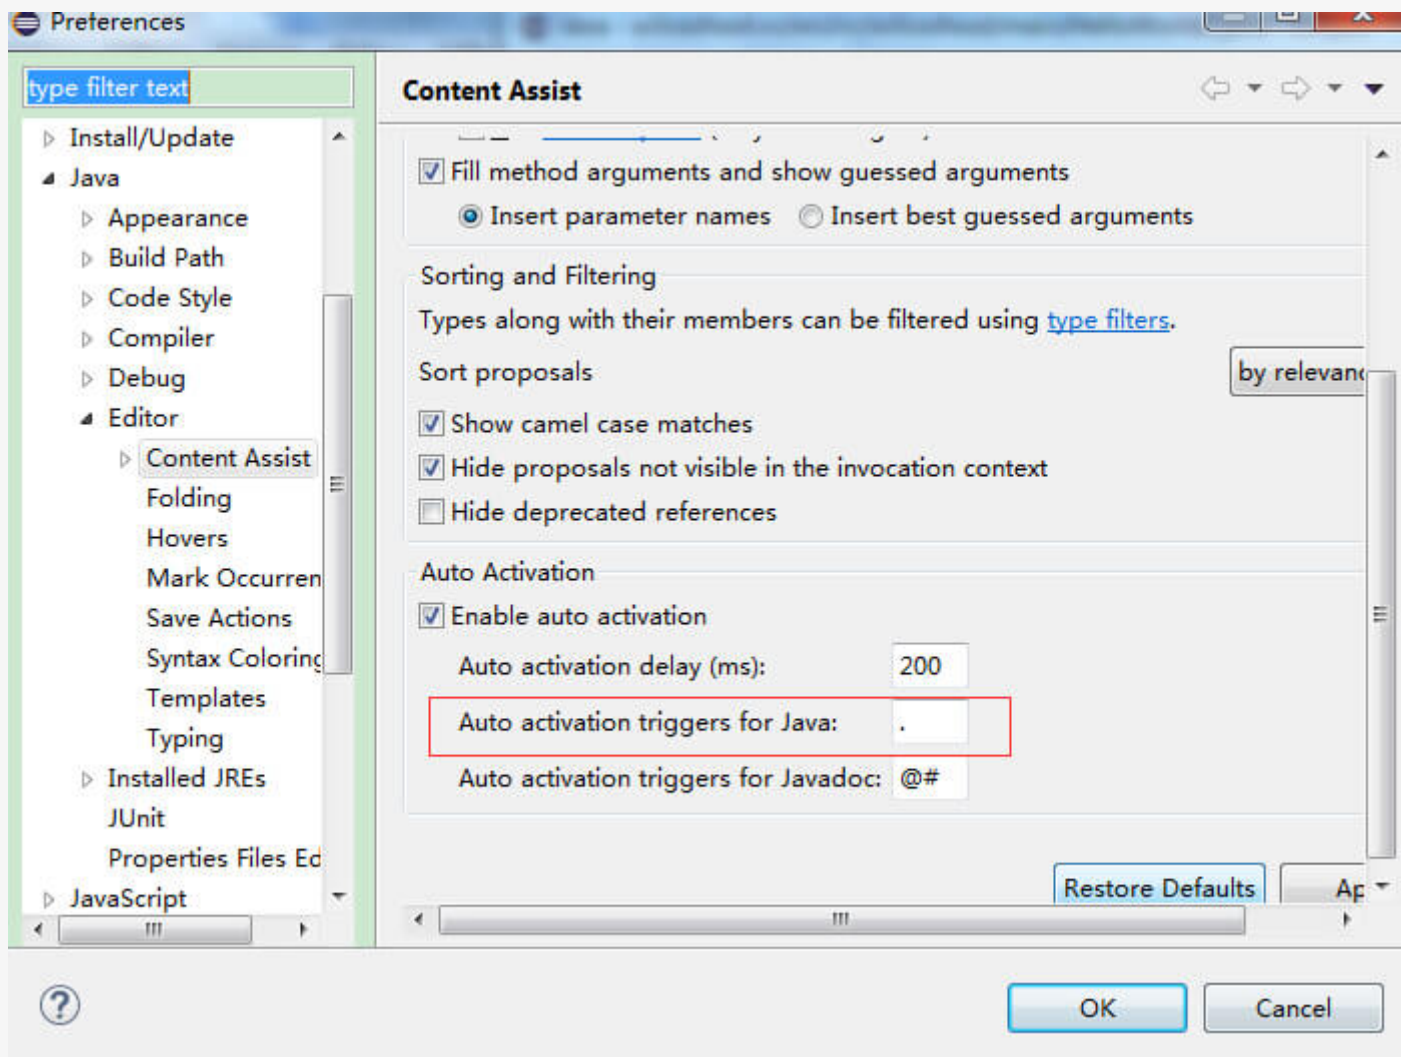 Preferences
type filter text
Install/Update
Java
Appearance
Build Path
Code Style
Compiler
Debug
Editor
Content Assist
Folding
Hovers
Mark Occurren
Save Actions
Syntax Coloring
Templates
Typing
Installed JREs
JUnit
Properties Files Ed
JavaScript
Content Assist
Fill method arguments and show guessed arguments
Insert parameter names Insert best guessed arguments
Sorting and Filtering
Types along with their members can be filtered using type filters.
Sort proposals by relevanc
Show camel case matches
Hide proposals not visible in the invocation context
Hide deprecated references
Auto Activation
Enable auto activation
Auto activation delay (ms): 200
Auto activation triggers for Java: .
Auto activation triggers for Javadoc: @#
Restore Defaults Ap
? OK Cancel